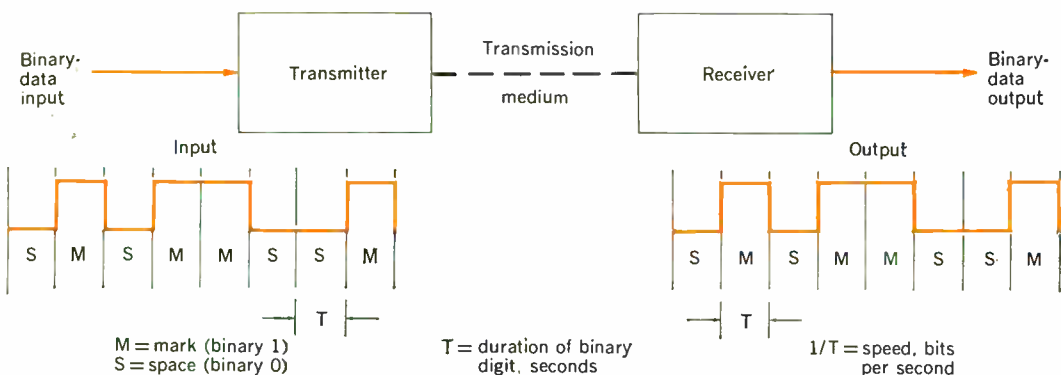 Binary-
data
input
Transmitter
Transmission
medium
Receiver
Binary-
data
output
Input
Output
S M S M M S S M
S M S M M S S M
T
T
M = mark (binary 1)
S = space (binary 0)
T = duration of binary
digit, seconds
1/T = speed, bits
per second